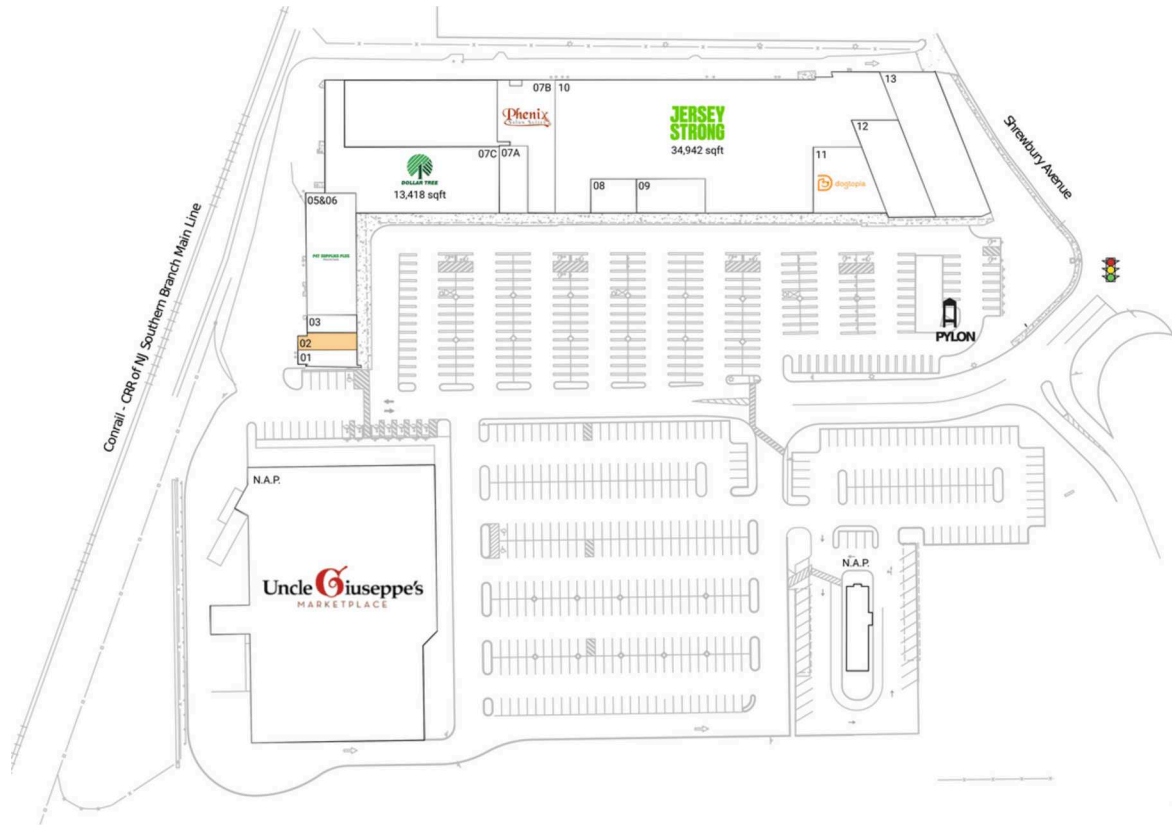 13
07B
10
Phenix
Salon Suites
JERSEY
STRONG
34,942 sqft
Shrewbury Avenue
12
07C
07A
11
DOLLAR TREE
13,418 sqft
dogtopia
08
09
05&06
PET SUPPLIES PLUS
Conrail - CRR of NJ Southern Branch Main Line
03
02
01
PYLON
N.A.P.
Uncle Giuseppe's
MARKETPLACE
N.A.P.